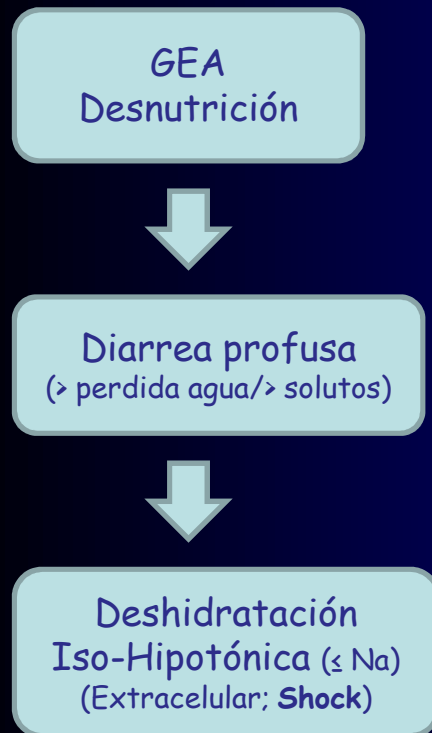 GEA
Desnutrición
Diarrea profusa
(> perdida agua/> solutos)
Deshidratación
Iso-Hipotónica (≤ Na)
(Extracelular; Shock)